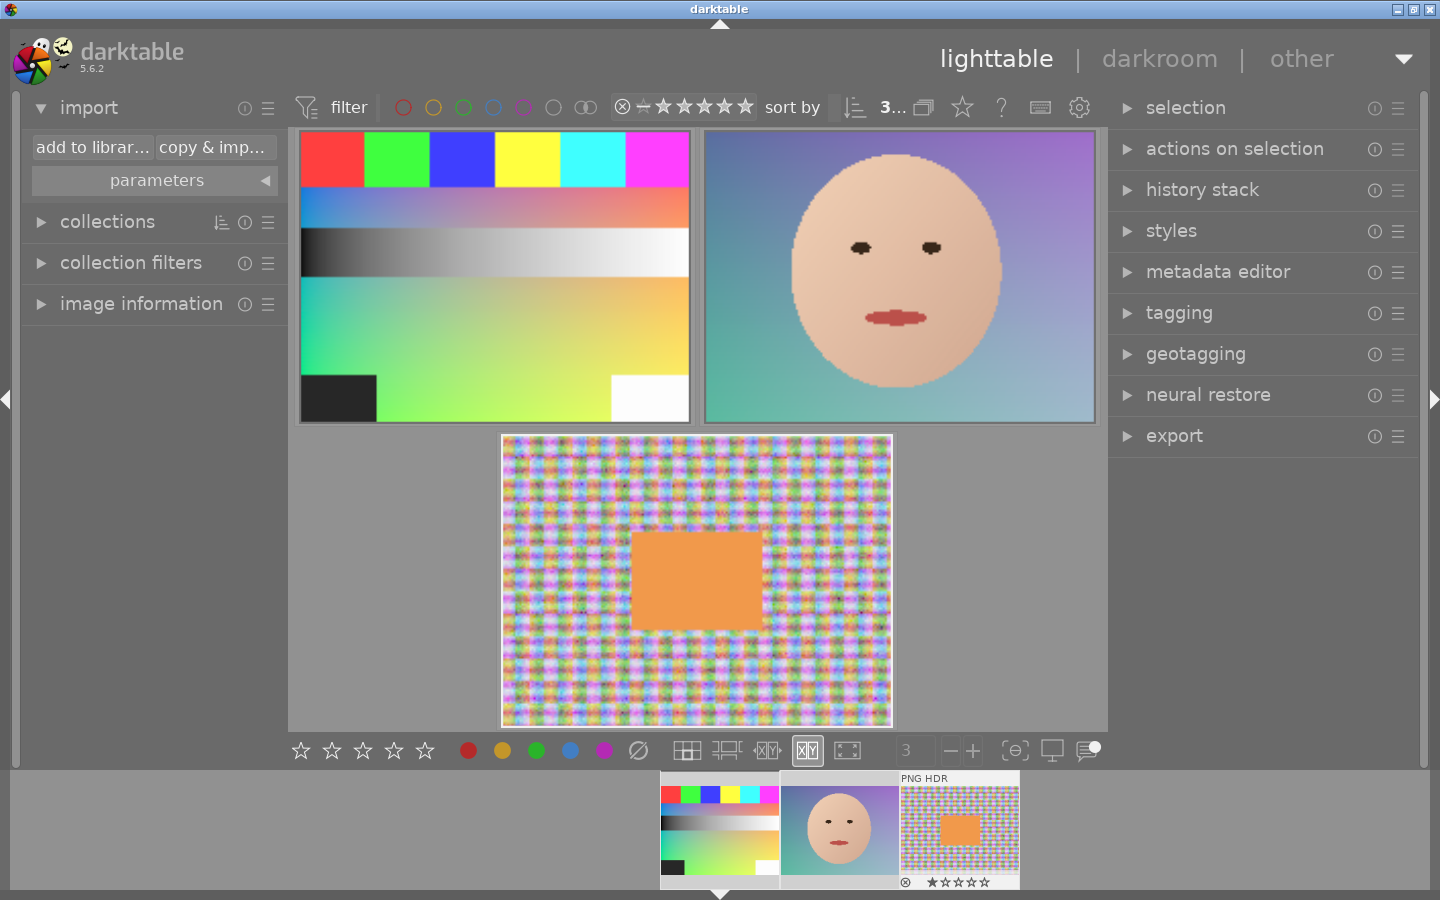 darktable
darktable
5.6.2
lighttable | darkroom | other
import
filter
sort by
3...
add to librar...
copy & imp...
parameters
collections
collection filters
image information
selection
actions on selection
history stack
styles
metadata editor
tagging
geotagging
neural restore
export
3
PNG HDR